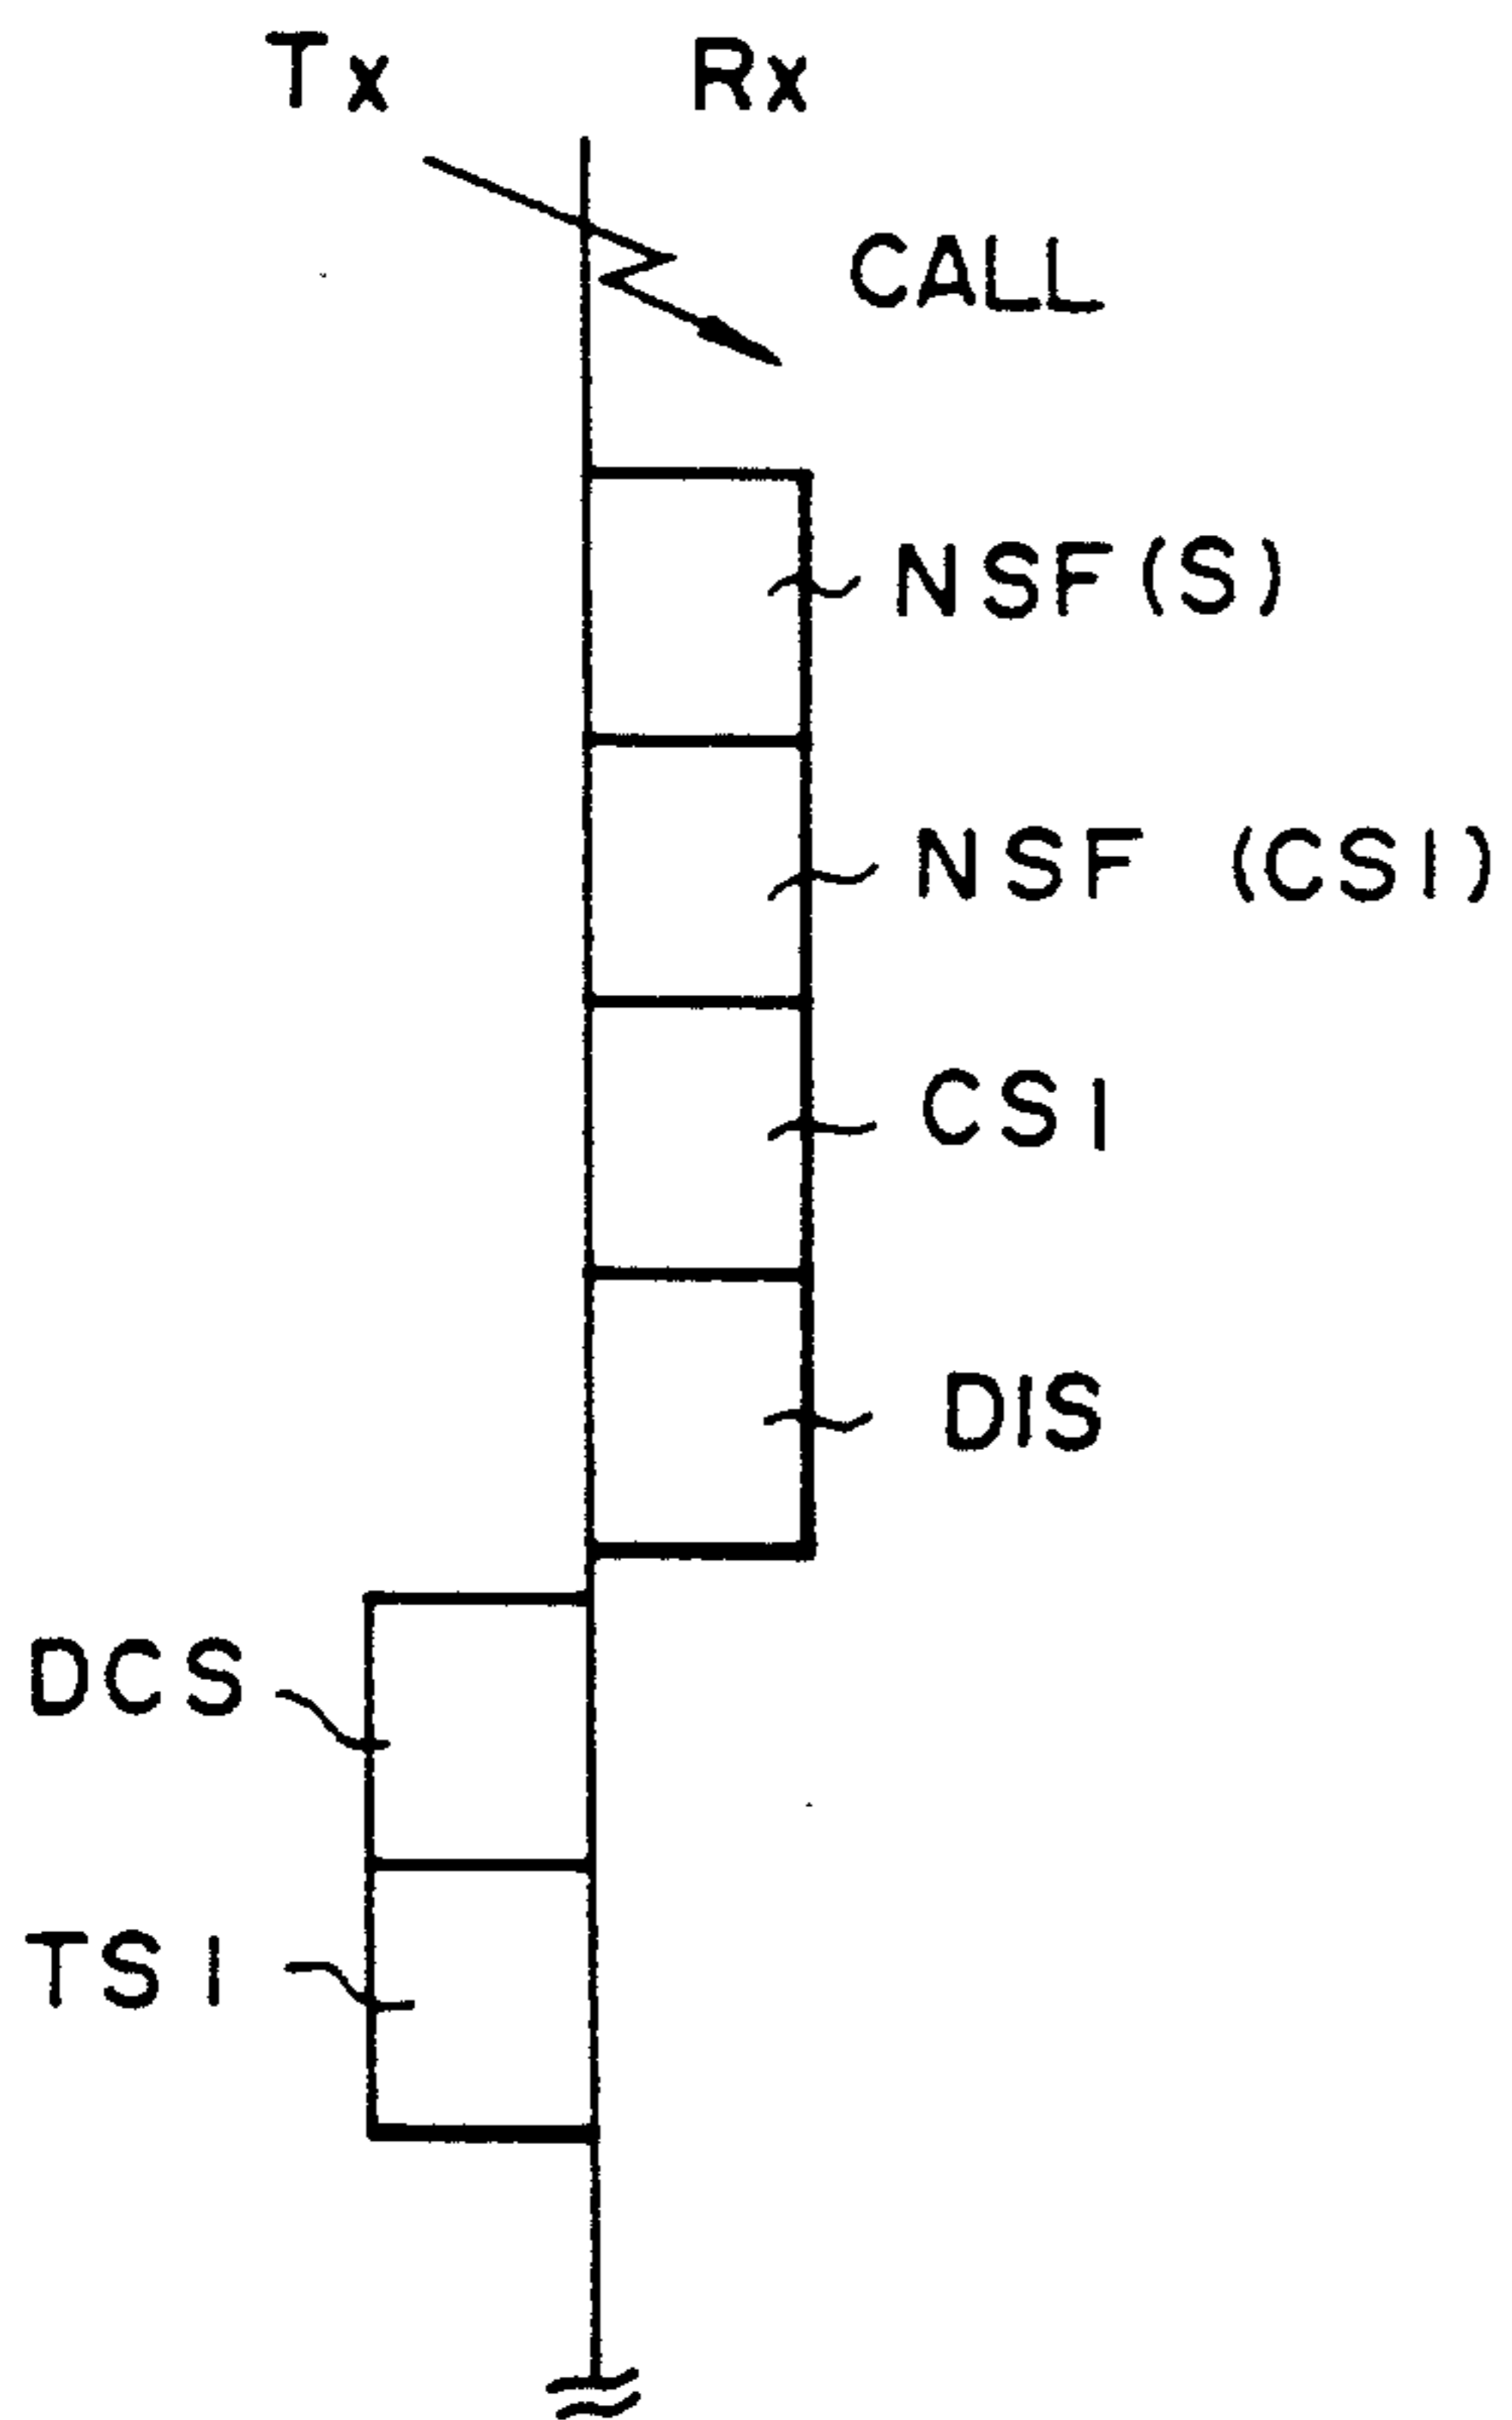 Tx Rx
CALL
NSF(S)
NSF (CSI)
CSI
DIS
DCS
TSI